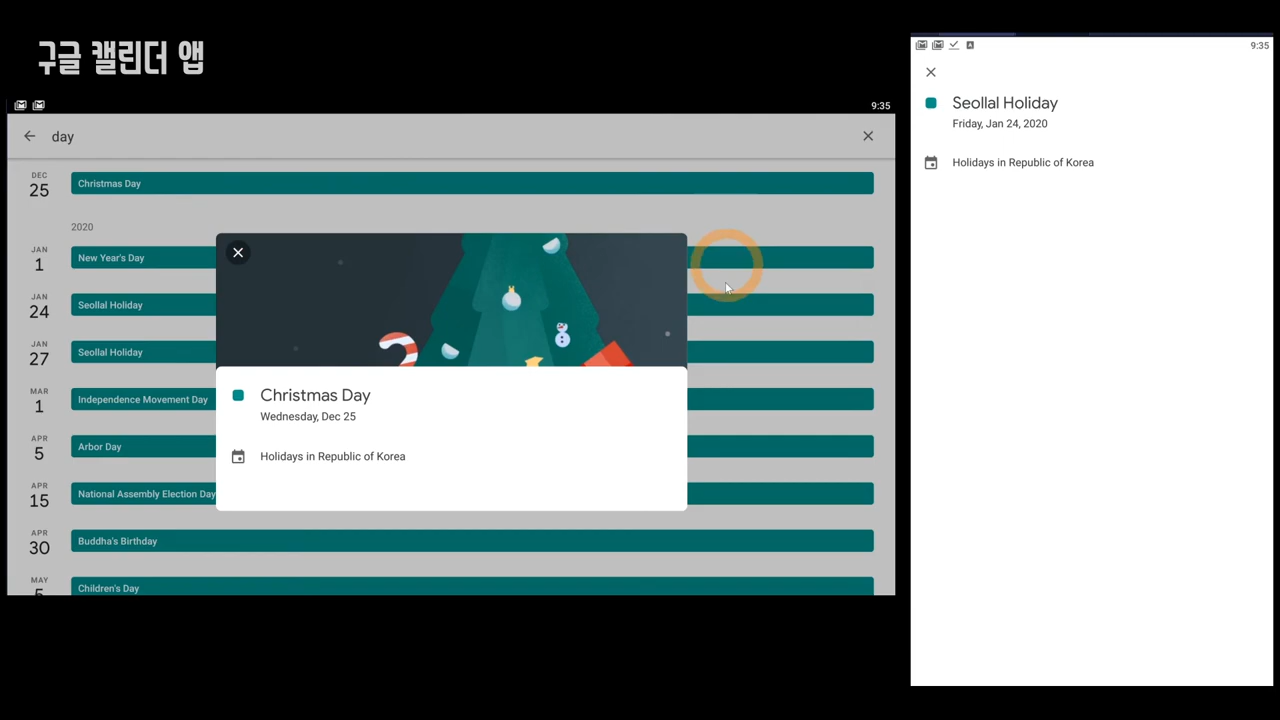 구글 캘린더 앱
9:35
day
DEC
25
Christmas Day
2020
JAN
1
New Year's Day
JAN
24
Seollal Holiday
JAN
27
Seollal Holiday
MAR
1
Independence Movement Day
APR
5
Arbor Day
APR
15
National Assembly Election Day
APR
30
Buddha's Birthday
MAY
5
Children's Day
Christmas Day
Wednesday, Dec 25
Holidays in Republic of Korea
9:35
Seollal Holiday
Friday, Jan 24, 2020
Holidays in Republic of Korea